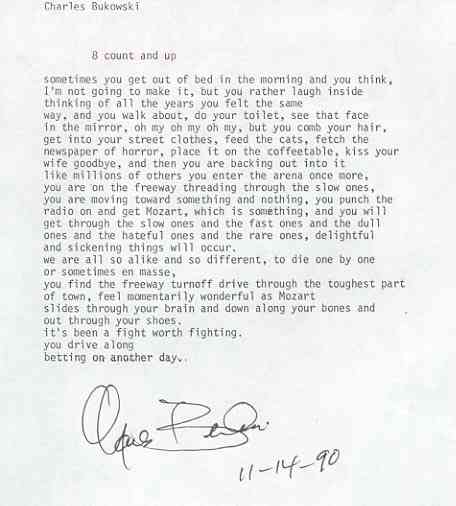 Charles Bukowski
8 count and up
sometimes you get out of bed in the morning and you think,
I'm not going to make it, but you rather laugh inside
thinking of all the years you felt the same
way, and you walk about, do your toilet, see that face
in the mirror, oh my oh my oh my, but you comb your hair,
get into your street clothes, feed the cats, fetch the
newspaper of horror, place it on the coffeetable, kiss your
wife goodbye, and then you are backing out into it
like millions of others you enter the arena once more,
you are on the freeway threading through the slow ones,
you are moving toward something and nothing, you punch the
radio on and get Mozart, which is something, and you will
get through the slow ones and the fast ones and the dull
ones and the hateful ones and the rare ones, delightful
and sickening things will occur.
we are all so alike and so different, to die one by one
or sometimes en masse,
you find the freeway turnoff drive through the toughest part
of town, feel momentarily wonderful as Mozart
slides through your brain and down along your bones and
out through your shoes.
it's been a fight worth fighting.
you drive along
betting on another day.
Charles Bukowski
11-14-90